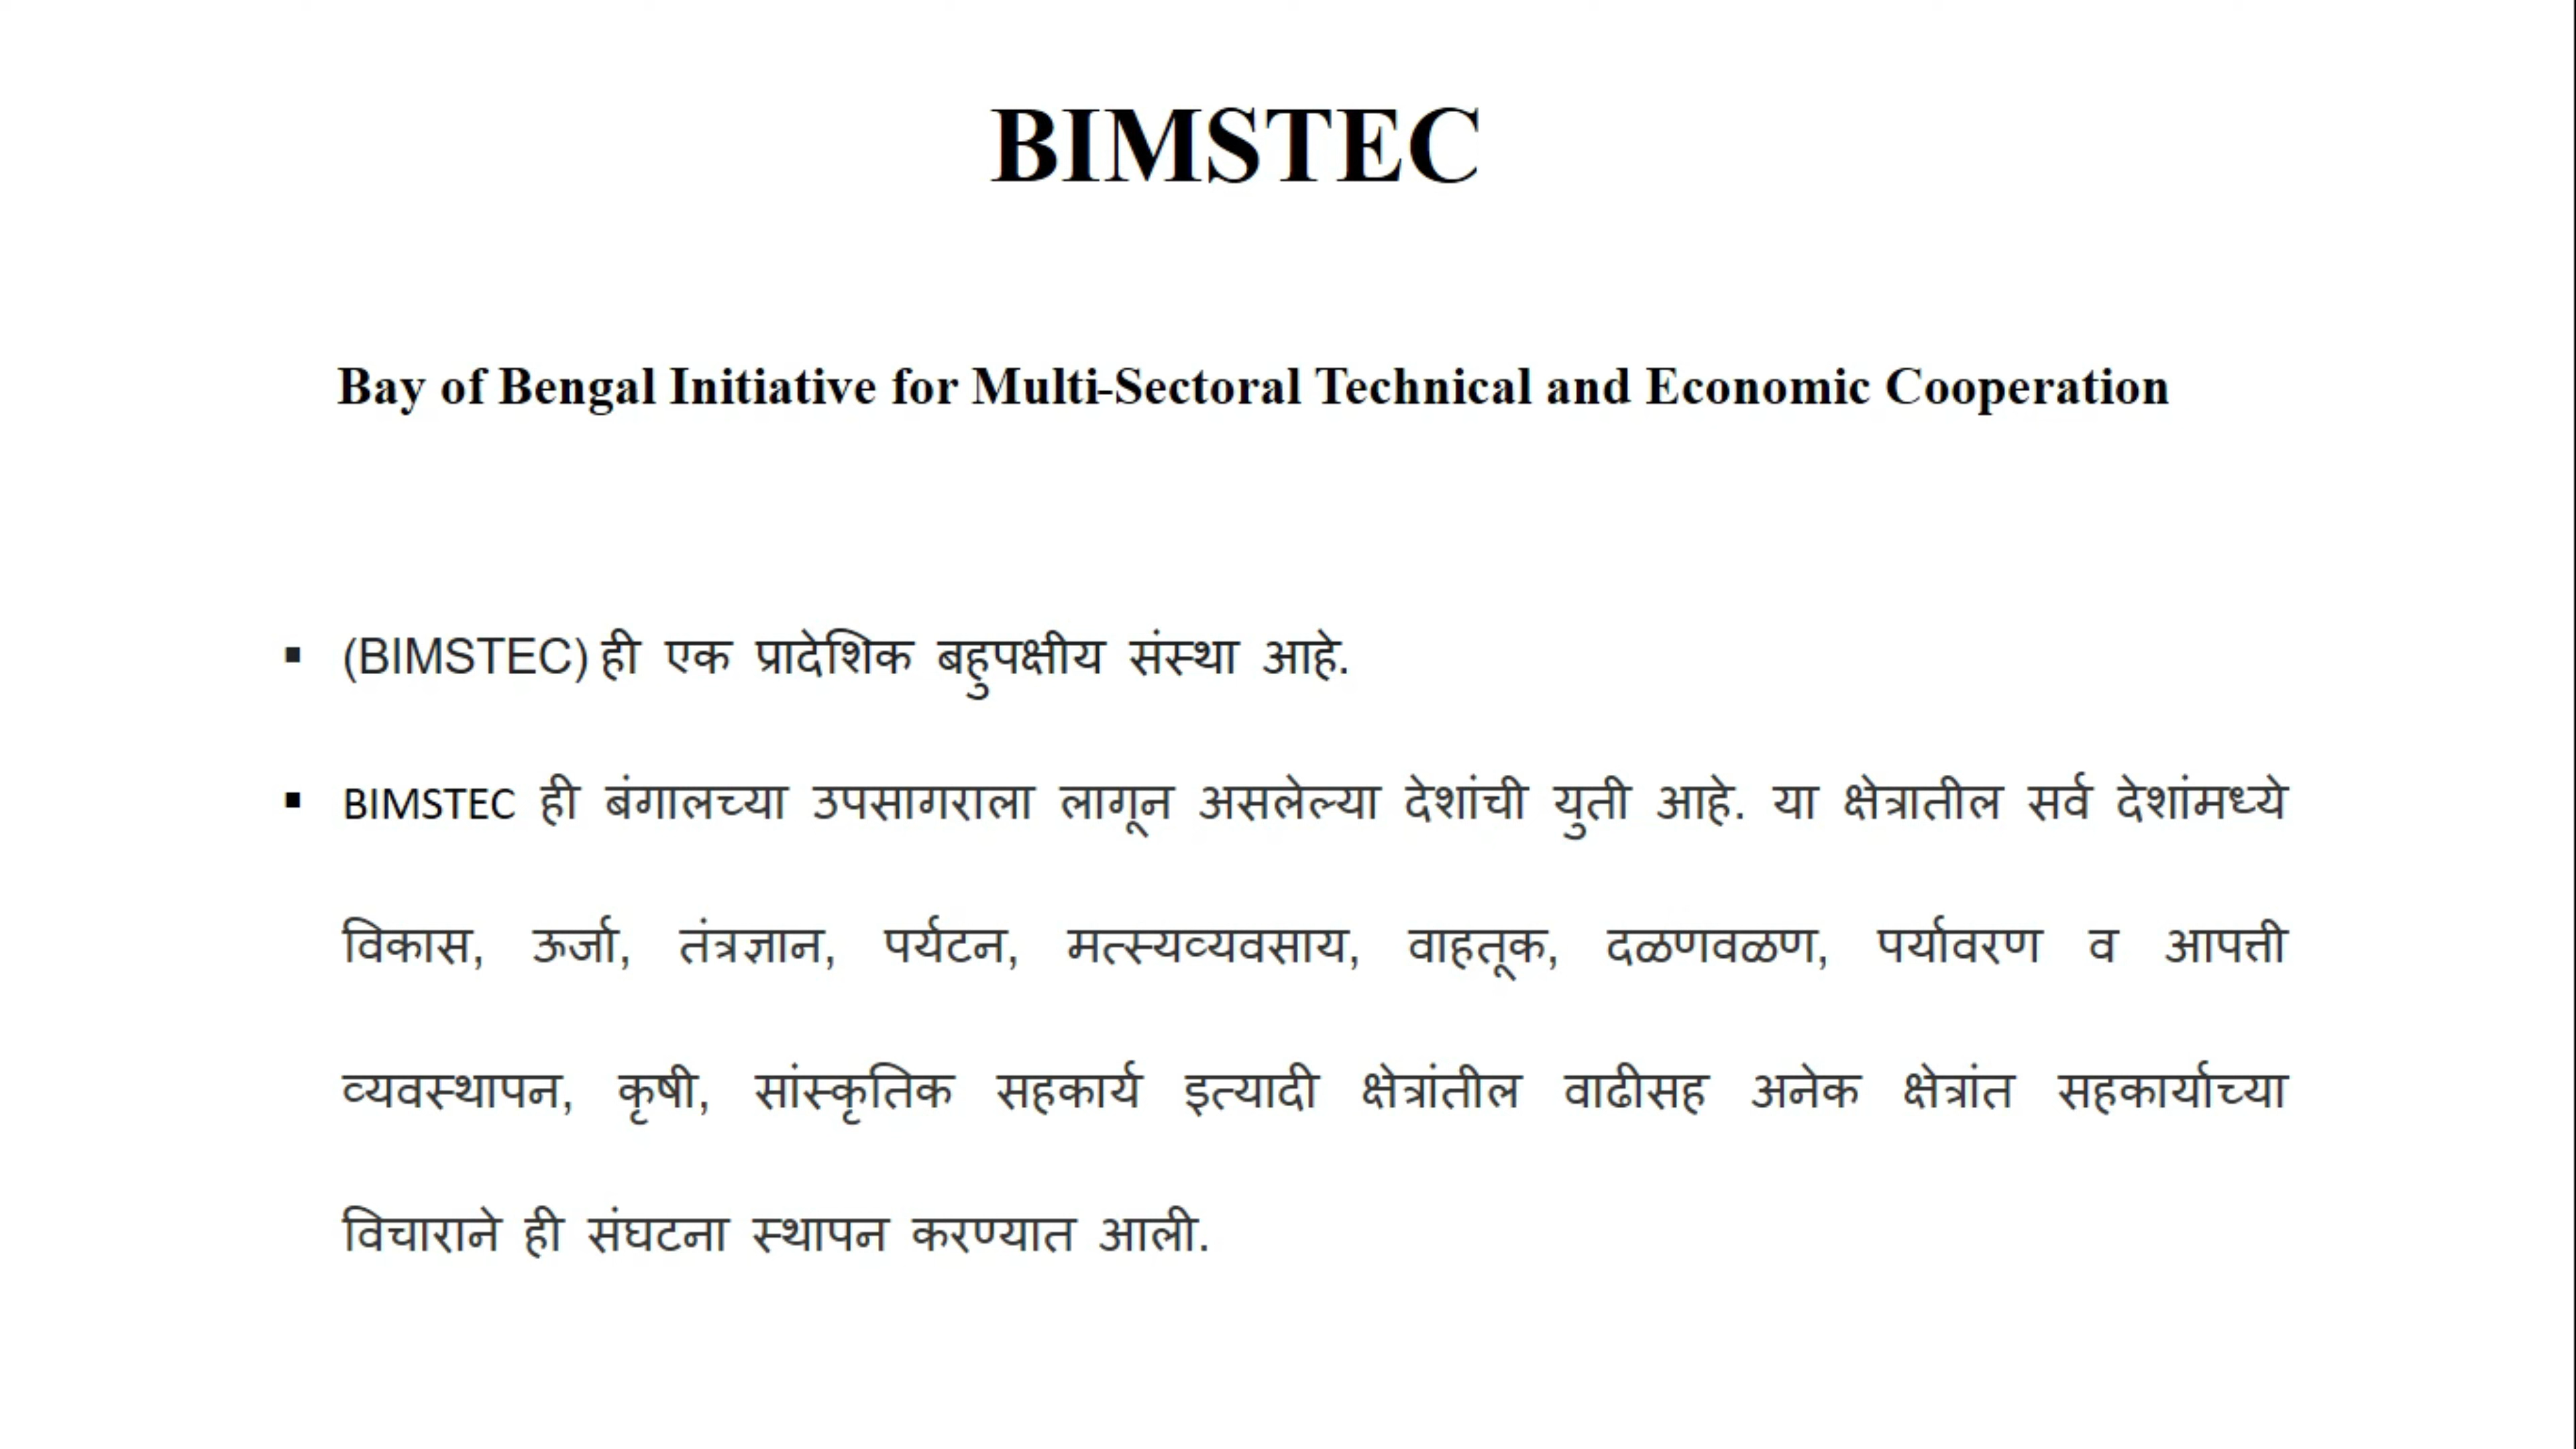 BIMSTEC
Bay of Bengal Initiative for Multi-Sectoral Technical and Economic Cooperation
▪ (BIMSTEC) ही एक प्रादेशिक बहुपक्षीय संस्था आहे.
▪ BIMSTEC ही बंगालच्या उपसागराला लागून असलेल्या देशांची युती आहे. या क्षेत्रातील सर्व देशांमध्ये
विकास, ऊर्जा, तंत्रज्ञान, पर्यटन, मत्स्यव्यवसाय, वाहतूक, दळणवळण, पर्यावरण व आपत्ती
व्यवस्थापन, कृषी, सांस्कृतिक सहकार्य इत्यादी क्षेत्रांतील वाढीसह अनेक क्षेत्रांत सहकार्याच्या
विचाराने ही संघटना स्थापन करण्यात आली.